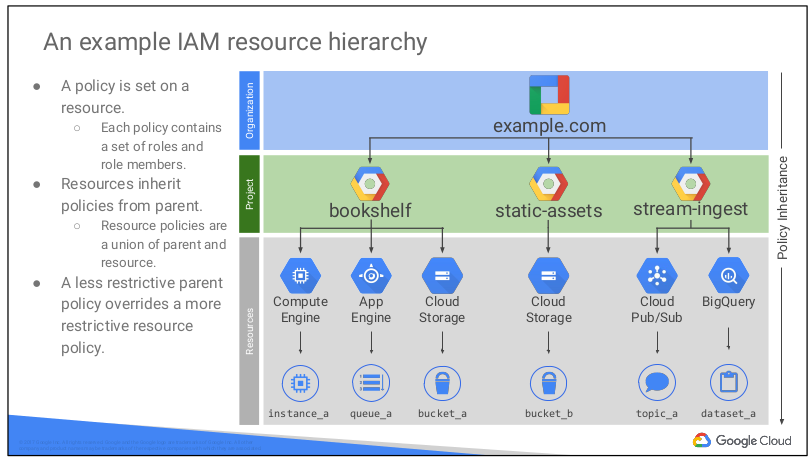 An example IAM resource hierarchy
● A policy is set on a
resource.
○ Each policy contains
a set of roles and
role members.
● Resources inherit
policies from parent.
○ Resource policies are
a union of parent and
resource.
● A less restrictive parent
policy overrides a more
restrictive resource
policy.
Organization
example.com
Project
bookshelf
static-assets
stream-ingest
Resources
Compute
Engine
App
Engine
Cloud
Storage
Cloud
Storage
Cloud
Pub/Sub
BigQuery
instance_a
queue_a
bucket_a
bucket_b
topic_a
dataset_a
Policy Inheritance
Google Cloud